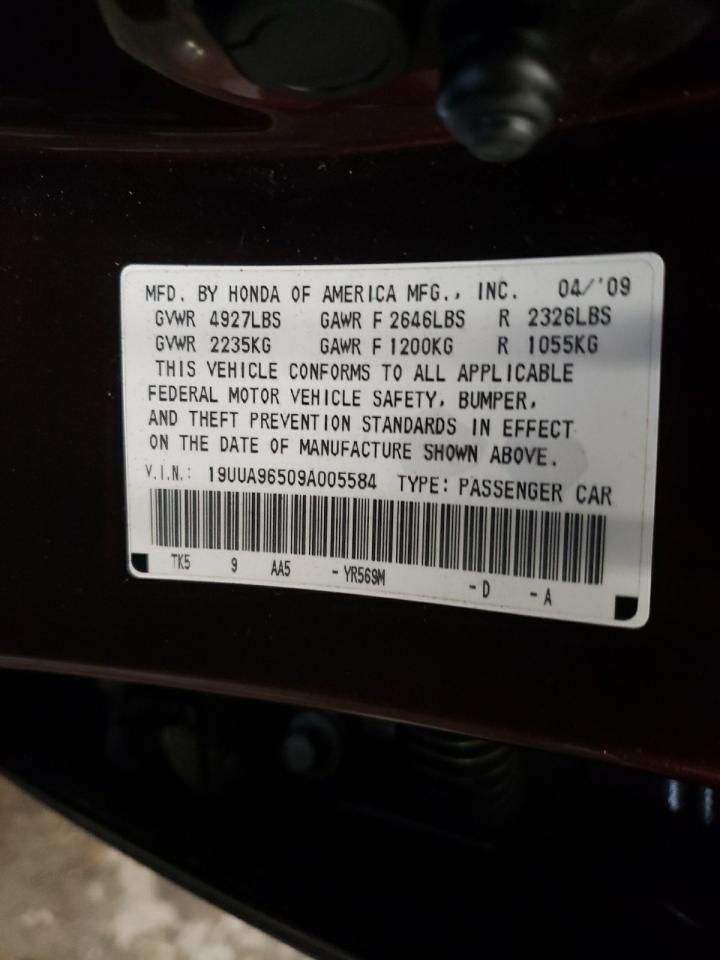 MFD. BY HONDA OF AMERICA MFG., INC. 04/'09
GVWR 4927LBS GAWR F 2646LBS R 2326LBS
GVWR 2235KG GAWR F 1200KG R 1055KG
THIS VEHICLE CONFORMS TO ALL APPLICABLE
FEDERAL MOTOR VEHICLE SAFETY, BUMPER,
AND THEFT PREVENTION STANDARDS IN EFFECT
ON THE DATE OF MANUFACTURE SHOWN ABOVE.
V.I.N.: 19UUA96509A005584 TYPE: PASSENGER CAR
TK5 9 AA5 -YR569M -D -A